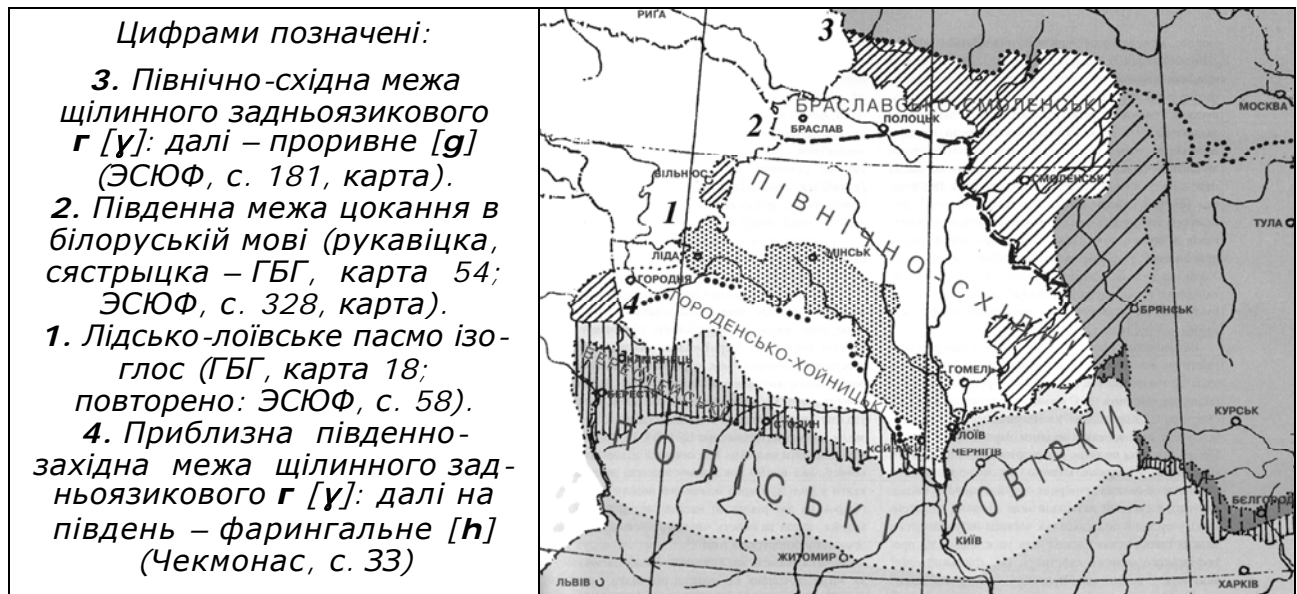 Цифрами позначені:
3. Північно-східна межа
щілинного задньоязикового
г [ɣ]: далі – проривне [g]
(ЭСЮФ, с. 181, карта).
2. Південна межа цокання в
білоруській мові (рукавіцка,
сястрыцка – ГБГ, карта 54;
ЭСЮФ, с. 328, карта).
1. Лідсько-лоївське пасмо ізо-
глос (ГБГ, карта 18;
повторено: ЭСЮФ, с. 58).
4. Приблизна південно-
західна межа щілинного зад-
ньоязикового г [ɣ]: далі на
південь – фарингальне [h]
(Чекмонас, с. 33)
РИГА
3
БРАСЛАВСЬКО-СМОЛЕНСЬКІ
МОСКВА
2
БРАСЛАВ
ПОЛОЦЬК
ВІЛЬНЮС
СМОЛЕНСЬК
ПІВНІЧНО-СХІДНІ
1
ТУЛА
ЛІДА
МІНСЬК
ГОРОДНЯ
4
ГОРОДЕНСЬКО-ХОЙНИЦЬКІ
БРЯНСЬК
БЕРЕСТЯ
ГОМЕЛЬ
СТОЛИН
КУРСЬК
ЛОЇВ
ЧЕРНІГІВ
ПОЛІСЬКІ ГОВІРКИ
БЄЛГОРОД
КИЇВ
ЖИТОМИР
ЛЬВІВ
ХАРКІВ